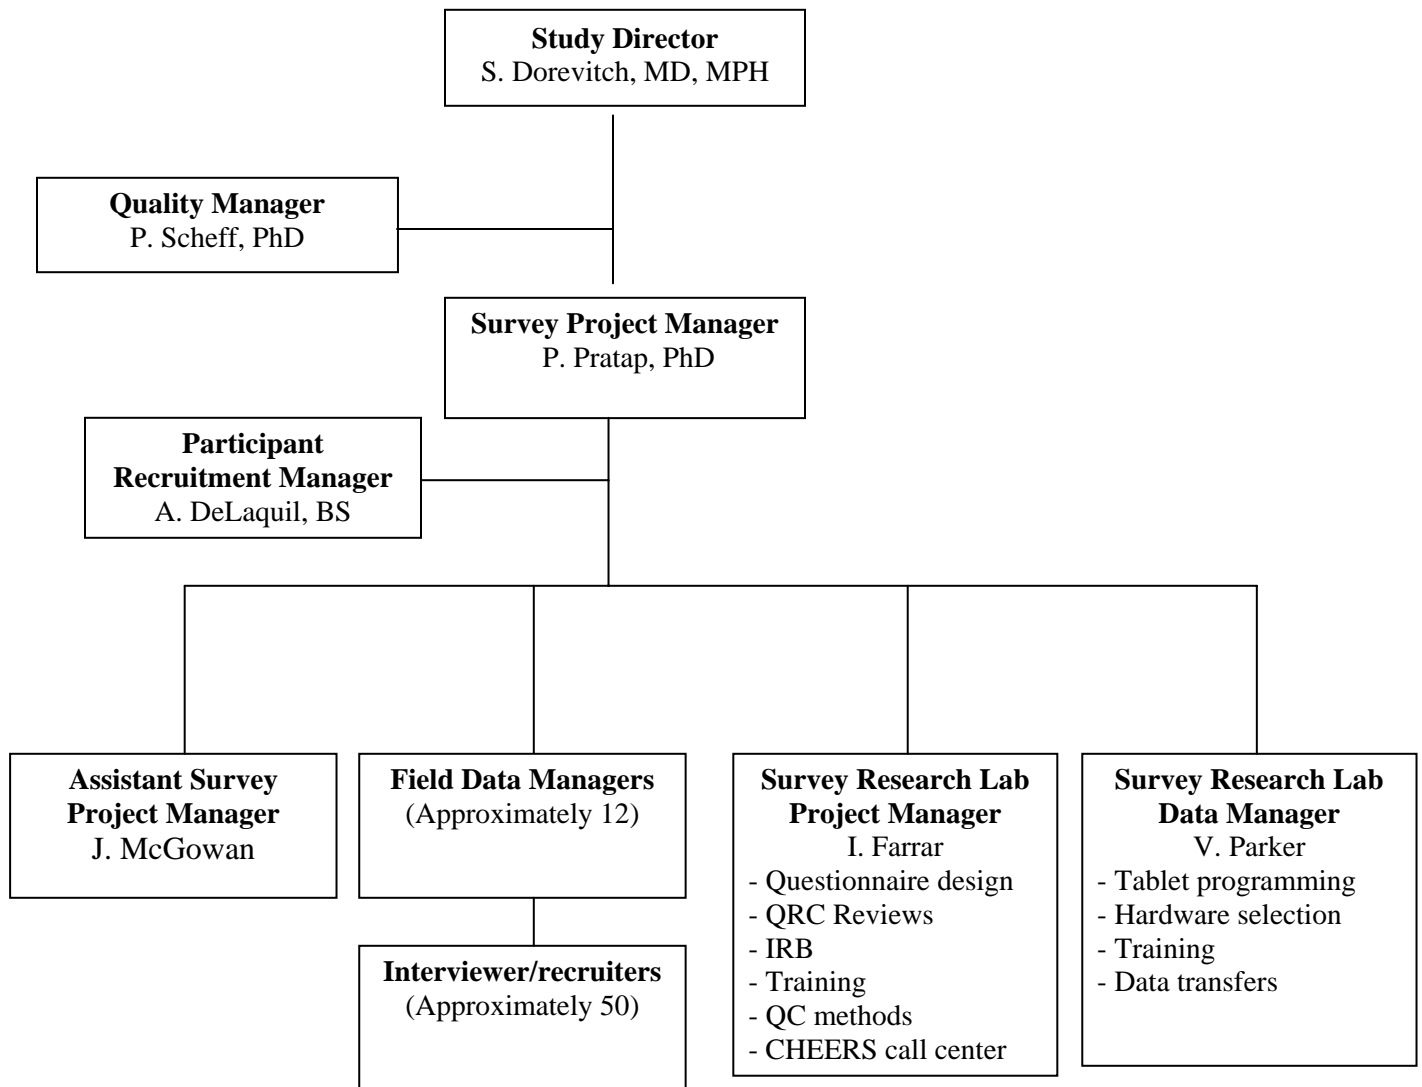 Study Director
S. Dorevitch, MD, MPH
Quality Manager
P. Scheff, PhD
Survey Project Manager
P. Pratap, PhD
Participant
Recruitment Manager
A. DeLaquil, BS
Assistant Survey
Project Manager
J. McGowan
Field Data Managers
(Approximately 12)
Interviewer/recruiters
(Approximately 50)
Survey Research Lab
Project Manager
I. Farrar
- Questionnaire design
- QRC Reviews
- IRB
- Training
- QC methods
- CHEERS call center
Survey Research Lab
Data Manager
V. Parker
- Tablet programming
- Hardware selection
- Training
- Data transfers